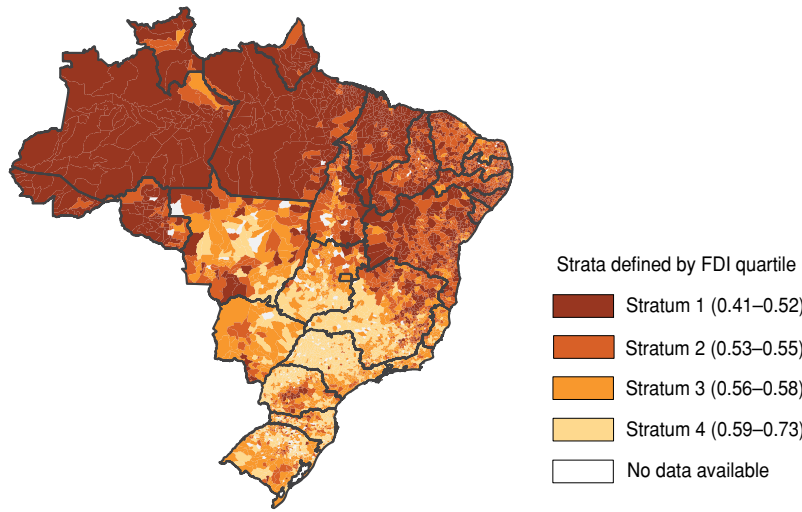 Strata defined by FDI quartile
Stratum 1 (0.41–0.52)
Stratum 2 (0.53–0.55)
Stratum 3 (0.56–0.58)
Stratum 4 (0.59–0.73)
No data available